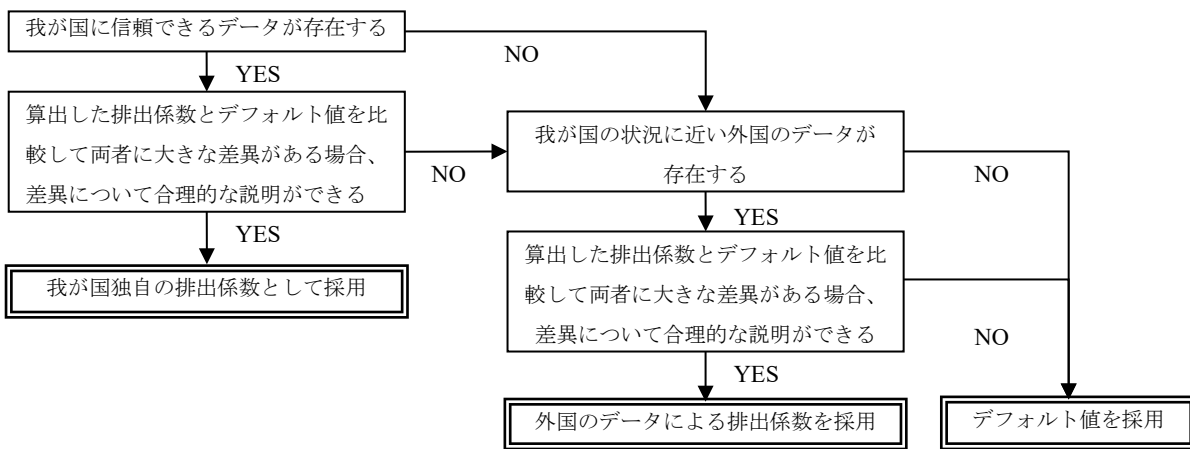 我が国に信頼できるデータが存在する
NO
YES
算出した排出係数とデフォルト値を比
較して両者に大きな差異がある場合、
差異について合理的な説明ができる
NO
我が国の状況に近い外国のデータが
存在する
NO
YES
YES
我が国独自の排出係数として採用
算出した排出係数とデフォルト値を比
較して両者に大きな差異がある場合、
差異について合理的な説明ができる
NO
YES
外国のデータによる排出係数を採用
デフォルト値を採用